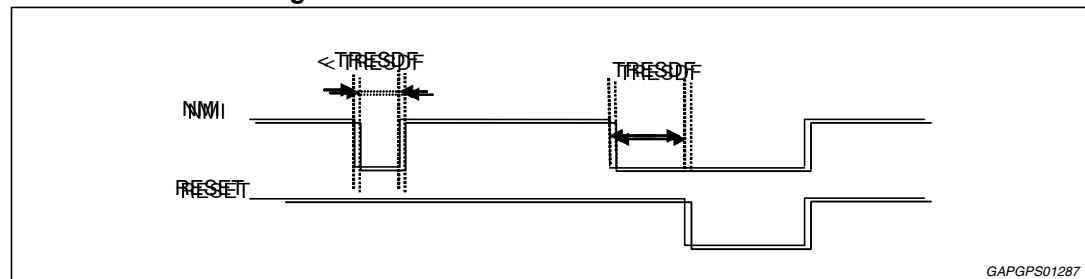 < TRESDF
TRESDF
NMI
RESET
GAPGPS01287